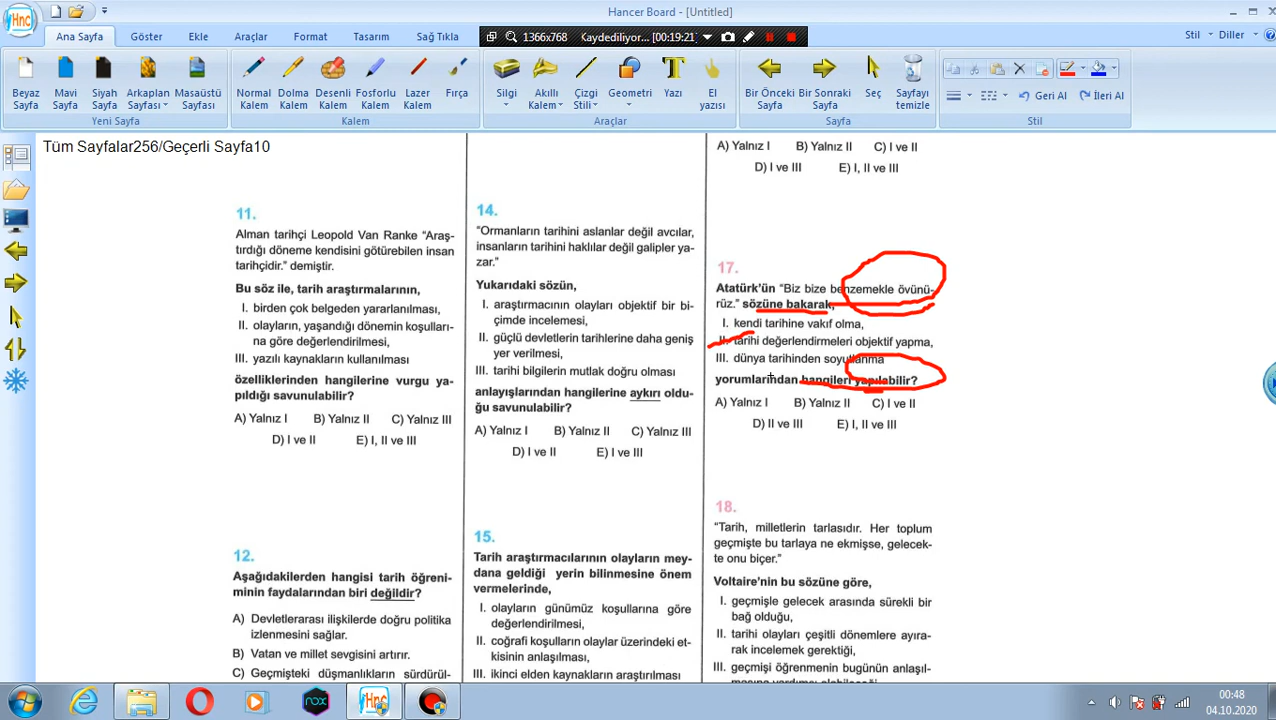 Hancer Board - [Untitled]
Ana Sayfa Göster Ekle Araçlar Format Tasarım Sağ Tıkla
1366x768 Kaydediliyor... [00:19:21]
Stil Diller
Beyaz Sayfa
Mavi Sayfa
Siyah Sayfa
Arkaplan Sayfası
Masaüstü Sayfası
Normal Kalem
Dolma Kalem
Desenli Kalem
Fosforlu Kalem
Lazer Kalem
Fırça
Silgi
Akıllı Kalem
Çizgi Stili
Geometri
Yazı
El yazısı
Bir Önceki Sayfa
Bir Sonraki Sayfa
Seç
Sayfayı temizle
Geri Al
İleri Al
Yeni Sayfa Kalem Araçlar Sayfa Stil
Tüm Sayfalar256/Geçerli Sayfa10
11.
Alman tarihçi Leopold Van Ranke “Araş-
tırdığı döneme kendisini götürebilen insan
tarihçidir.” demiştir.
Bu söz ile, tarih araştırmalarının,
I. birden çok belgeden yararlanılması,
II. olayların, yaşandığı dönemin koşulları-
na göre değerlendirilmesi,
III. yazılı kaynakların kullanılması
özelliklerinden hangilerine vurgu ya-
pıldığı savunulabilir?
A) Yalnız I B) Yalnız II C) Yalnız III
D) I ve II E) I, II ve III
12.
Aşağıdakilerden hangisi tarih öğreni-
minin faydalarından biri değildir?
A) Devletlerarası ilişkilerde doğru politika
izlenmesini sağlar.
B) Vatan ve millet sevgisini artırır.
C) Geçmişteki düşmanlıkların sürdürül-
14.
“Ormanların tarihini aslanlar değil avcılar,
insanların tarihini haklılar değil galipler ya-
zar.”
Yukarıdaki sözün,
I. araştırmacının olayları objektif bir bi-
çimde incelemesi,
II. güçlü devletlerin tarihlerine daha geniş
yer verilmesi,
III. tarihi bilgilerin mutlak doğru olması
anlayışlarından hangilerine aykırı oldu-
ğu savunulabilir?
A) Yalnız I B) Yalnız II C) Yalnız III
D) I ve II E) I ve III
15.
Tarih araştırmacılarının olayların mey-
dana geldiği yerin bilinmesine önem
vermelerinde,
I. olayların günümüz koşullarına göre
değerlendirilmesi,
II. coğrafi koşulların olaylar üzerindeki et-
kisinin anlaşılması,
III. ikinci elden kaynakların araştırılması
A) Yalnız I B) Yalnız II C) I ve II
D) I ve III E) I, II ve III
17.
Atatürk’ün “Biz bize benzemekle övünü-
rüz.” sözüne bakarak,
I. kendi tarihine vakıf olma,
II. tarihi değerlendirmeleri objektif yapma,
III. dünya tarihinden soyutlanma
yorumlarından hangileri yapılabilir?
A) Yalnız I B) Yalnız II C) I ve II
D) II ve III E) I, II ve III
18.
“Tarih, milletlerin tarlasıdır. Her toplum
geçmişte bu tarlaya ne ekmişse, gelecek-
te onu biçer.”
Voltaire’nin bu sözüne göre,
I. geçmişle gelecek arasında sürekli bir
bağ olduğu,
II. tarihi olayları çeşitli dönemlere ayıra-
rak incelemek gerektiği,
III. geçmişi öğrenmenin bugünün anlaşıl-
masına yardımcı olabileceği
Hnc
nox
00:48
04.10.2020